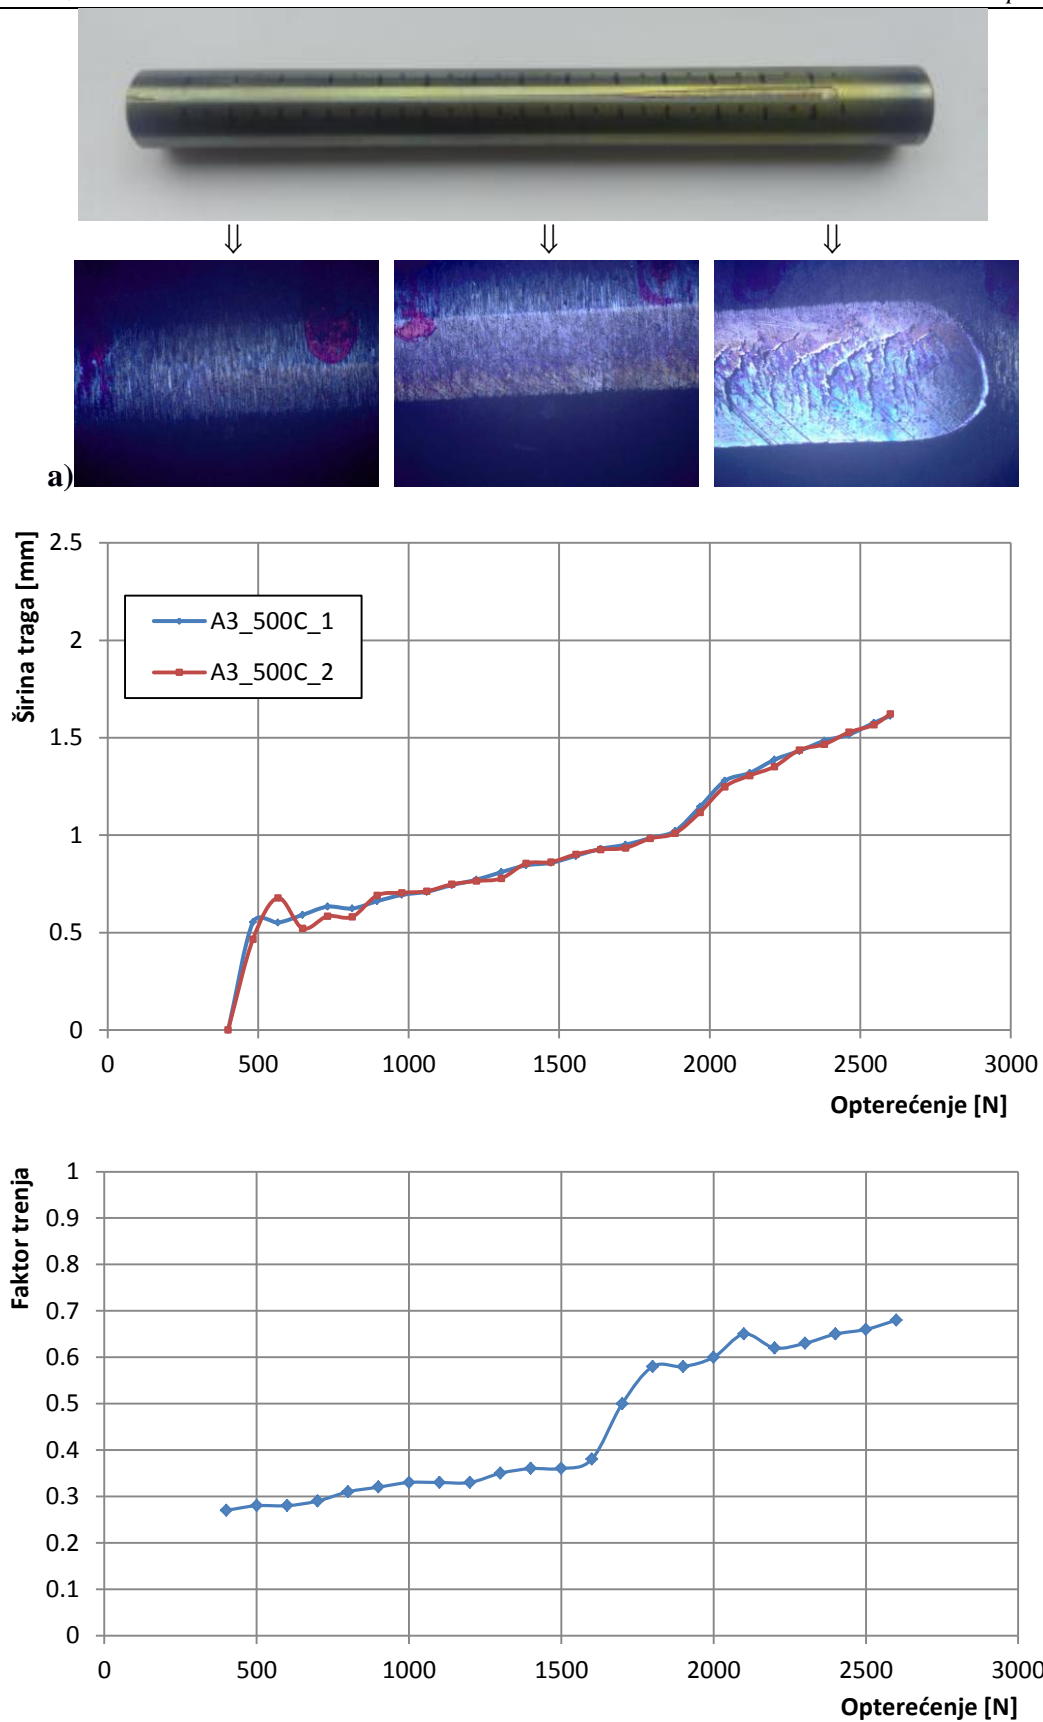 ⇓ ⇓ ⇓
a)
Širina traga [mm]
2.5
2
1.5
1
0.5
0
A3_500C_1
A3_500C_2
0 500 1000 1500 2000 2500 3000
Opterećenje [N]
Faktor trenja
1
0.9
0.8
0.7
0.6
0.5
0.4
0.3
0.2
0.1
0
0 500 1000 1500 2000 2500 3000
Opterećenje [N]